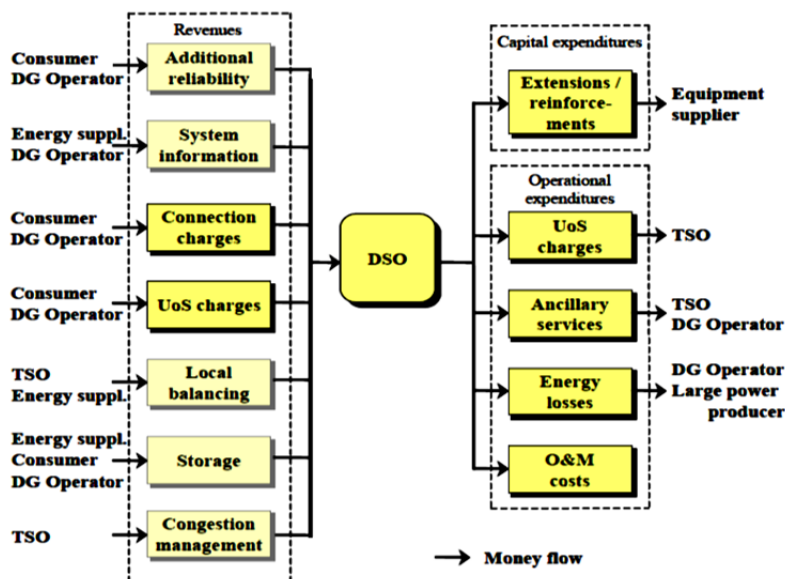 Revenues
Consumer
DG Operator
Additional
reliability
Energy suppl.
DG Operator
System
information
Consumer
DG Operator
Connection
charges
Consumer
DG Operator
UoS charges
TSO
Energy suppl.
Local
balancing
Energy suppl.
Consumer
DG Operator
Storage
TSO
Congestion
management
DSO
Capital expenditures
Extensions /
reinforce-
ments
Equipment
supplier
Operational
expenditures
UoS
charges
TSO
Ancillary
services
TSO
DG Operator
Energy
losses
DG Operator
Large power
producer
O&M
costs
Money flow